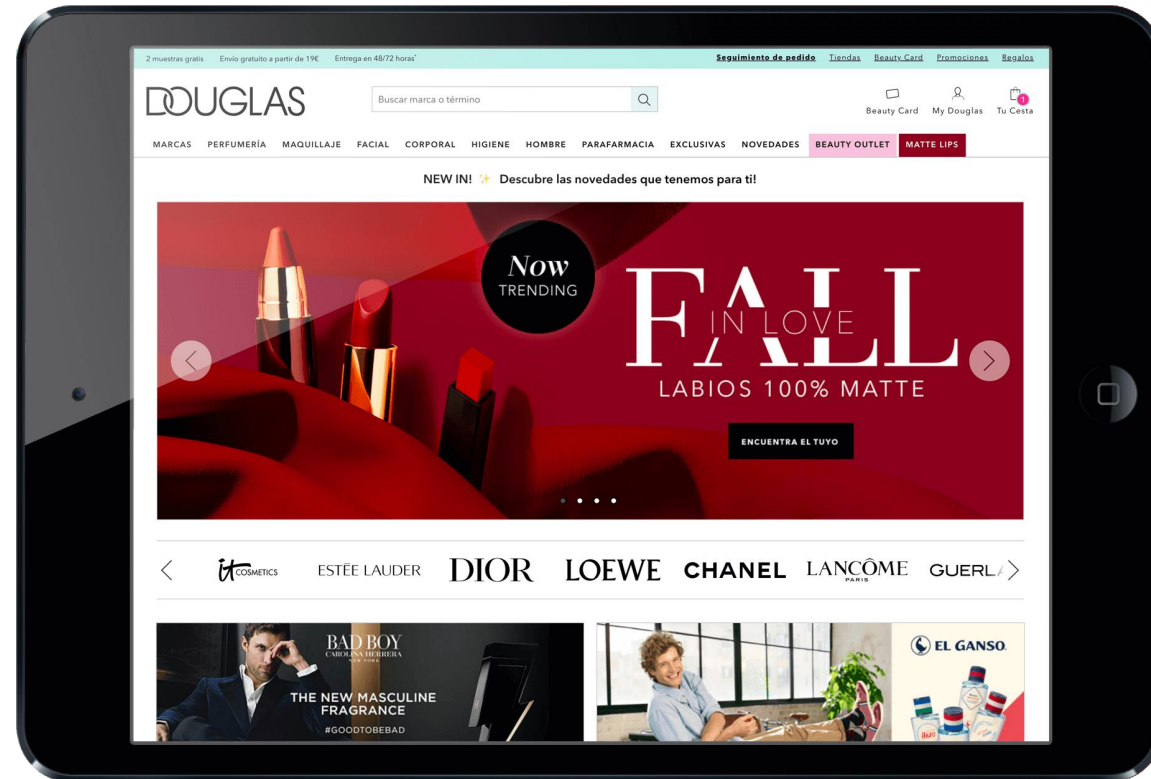 2 muestras gratis Envío gratuito a partir de 19€ Entrega en 48/72 horas*
Seguimiento de pedido Tiendas Beauty Card Promociones Regalos
DOUGLAS
Buscar marca o término
1
Beauty Card My Douglas Tu Cesta
MARCAS PERFUMERÍA MAQUILLAJE FACIAL CORPORAL HIGIENE HOMBRE PARAFARMACIA EXCLUSIVAS NOVEDADES BEAUTY OUTLET MATTE LIPS
NEW IN! ✨ Descubre las novedades que tenemos para ti!
Now
TRENDING
FALL
IN LOVE
LABIOS 100% MATTE
ENCUENTRA EL TUYO
it COSMETICS ESTĒE LAUDER DIOR LOEWE CHANEL LANCÔME PARIS GUERLA
BAD BOY
CAROLINA HERRERA
NEW YORK
THE NEW MASCULINE
FRAGRANCE
#GOODTOBEBAD
EL GANSO